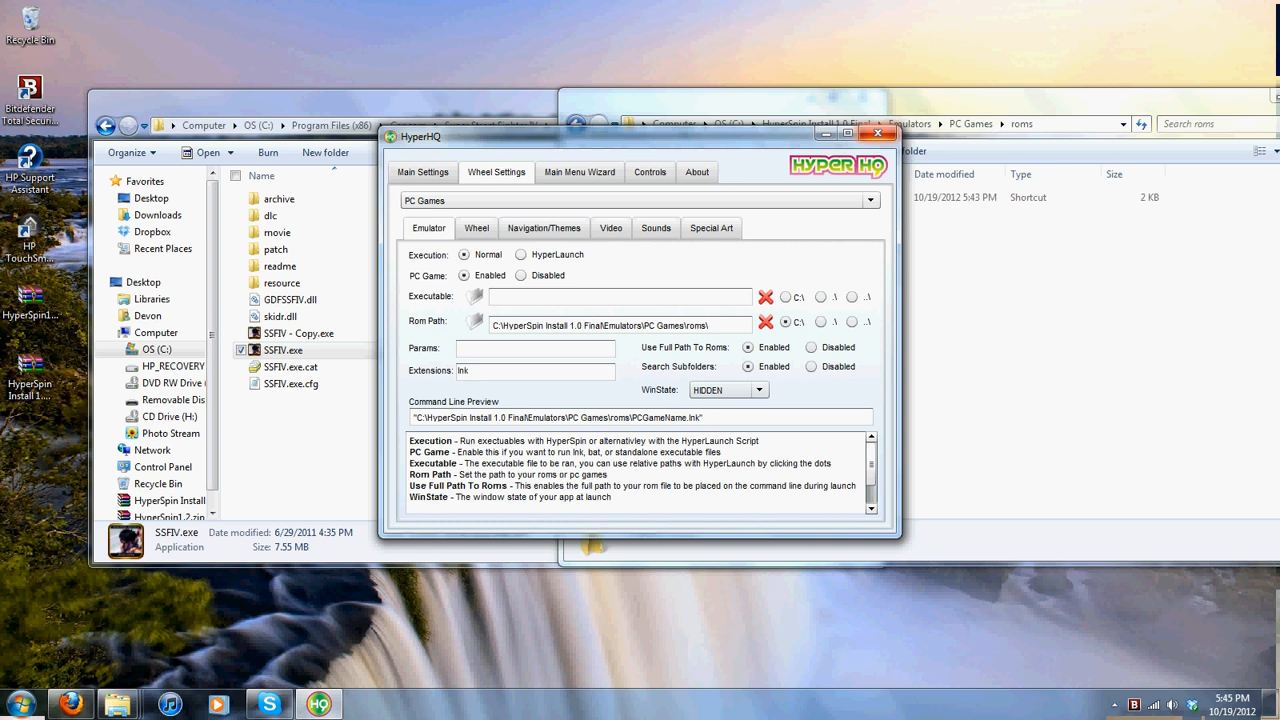 Recycle Bin
Bitdefender
Total Securi...
HP Support
Assistant
HP
TouchSm...
HyperSpin1...
HyperSpin
Install 1....
Computer
OS (C:)
Program Files (x86)
Organize
Open
Burn
New folder
Favorites
Desktop
Downloads
Dropbox
Recent Places
Desktop
Libraries
Devon
Computer
OS (C:)
HP_RECOVERY
DVD RW Drive (
Removable Dis
CD Drive (H:)
Photo Stream
Network
Control Panel
Recycle Bin
HyperSpin Install
HyperSpin1.2.zip
Name
archive
dlc
movie
patch
readme
resource
GDFSSFIV.dll
skidr.dll
SSFIV - Copy.exe
SSFIV.exe
SSFIV.exe.cat
SSFIV.exe.cfg
SSFIV.exe
Date modified: 6/29/2011 4:35 PM
Application
Size: 7.55 MB
Computer
OS (C:)
HyperSpin Install 1.0 Final
Emulators
PC Games
roms
Search roms
folder
Date modified
Type
Size
10/19/2012 5:43 PM
Shortcut
2 KB
HyperHQ
Main Settings
Wheel Settings
Main Menu Wizard
Controls
About
HYPER HQ
PC Games
Emulator
Wheel
Navigation/Themes
Video
Sounds
Special Art
Execution: Normal HyperLaunch
PC Game: Enabled Disabled
Executable: C:\ .\ ..\
Rom Path: C:\HyperSpin Install 1.0 Final\Emulators\PC Games\roms\ C:\ .\ ..\
Params:
Use Full Path To Roms: Enabled Disabled
Extensions: lnk
Search Subfolders: Enabled Disabled
WinState: HIDDEN
Command Line Preview
"C:\HyperSpin Install 1.0 Final\Emulators\PC Games\roms\PCGameName.lnk"
Execution - Run exectuables with HyperSpin or alternativley with the HyperLaunch Script
PC Game - Enable this if you want to run lnk, bat, or standalone executable files
Executable - The executable file to be ran, you can use relative paths with HyperLaunch by clicking the dots
Rom Path - Set the path to your roms or pc games
Use Full Path To Roms - This enables the full path to your rom file to be placed on the command line during launch
WinState - The window state of your app at launch
5:45 PM
10/19/2012